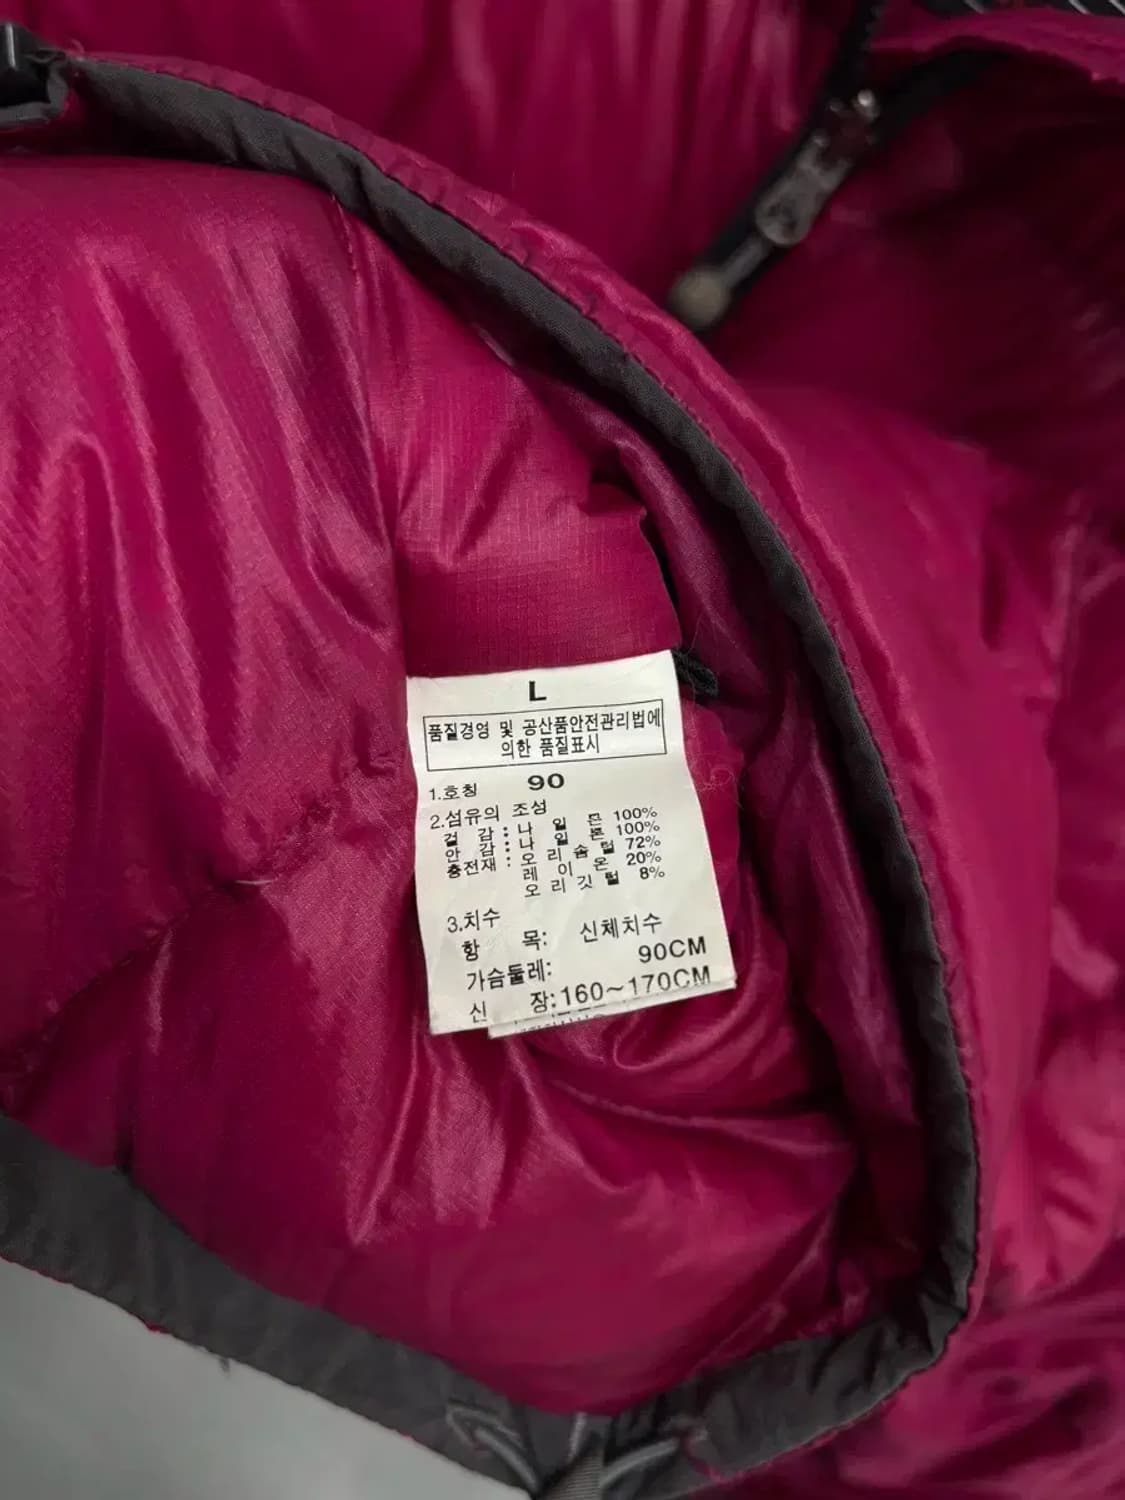 L
품질경영 및 공산품안전관리법에
의한 품질표시
1.호칭 90
2.섬유의 조성
겉 감 : 나 일 론 100%
안 감 : 나 일 론 100%
충전재 : 오 리 솜 털 72%
레 이 온 20%
오 리 깃 털 8%
3.치수
항 목: 신체치수
가슴둘레: 90CM
신 장:160~170CM